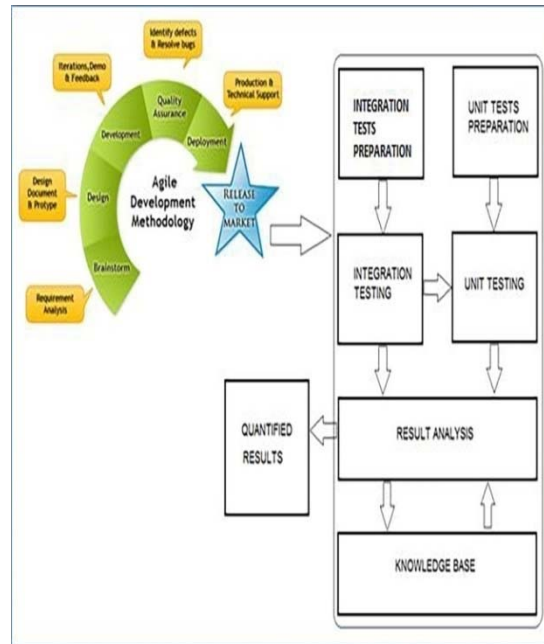 Identify defects
& Resolve bugs
Iterations,Demo
& Feedback
Production &
Technical Support
Quality
Assurance
Development
Deployment
Design
Document
& Protype
Design
Agile
Development
Methodology
RELEASE
TO
MARKET
Brainstorm
Requirement
Analysis
INTEGRATION
TESTS
PREPARATION
UNIT TESTS
PREPARATION
INTEGRATION
TESTING
UNIT TESTING
QUANTIFIED
RESULTS
RESULT ANALYSIS
KNOWLEDGE BASE